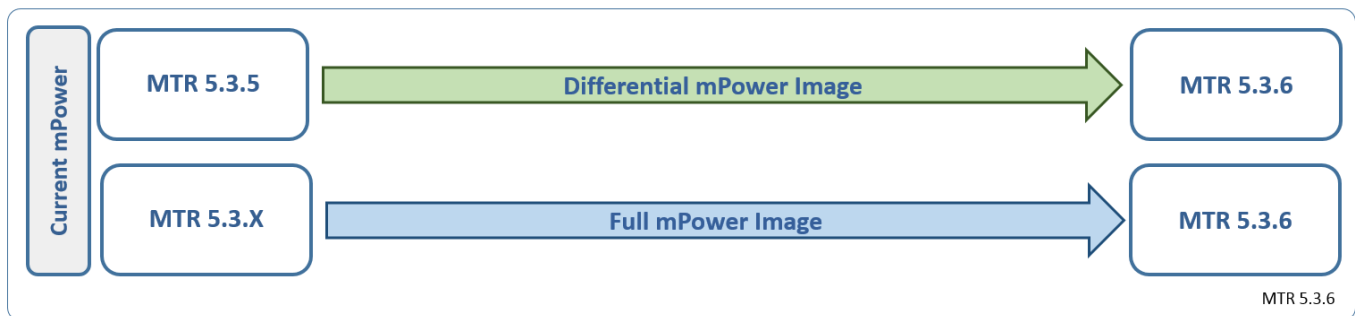 Current mPower
MTR 5.3.5
Differential mPower Image
MTR 5.3.6
MTR 5.3.X
Full mPower Image
MTR 5.3.6
MTR 5.3.6